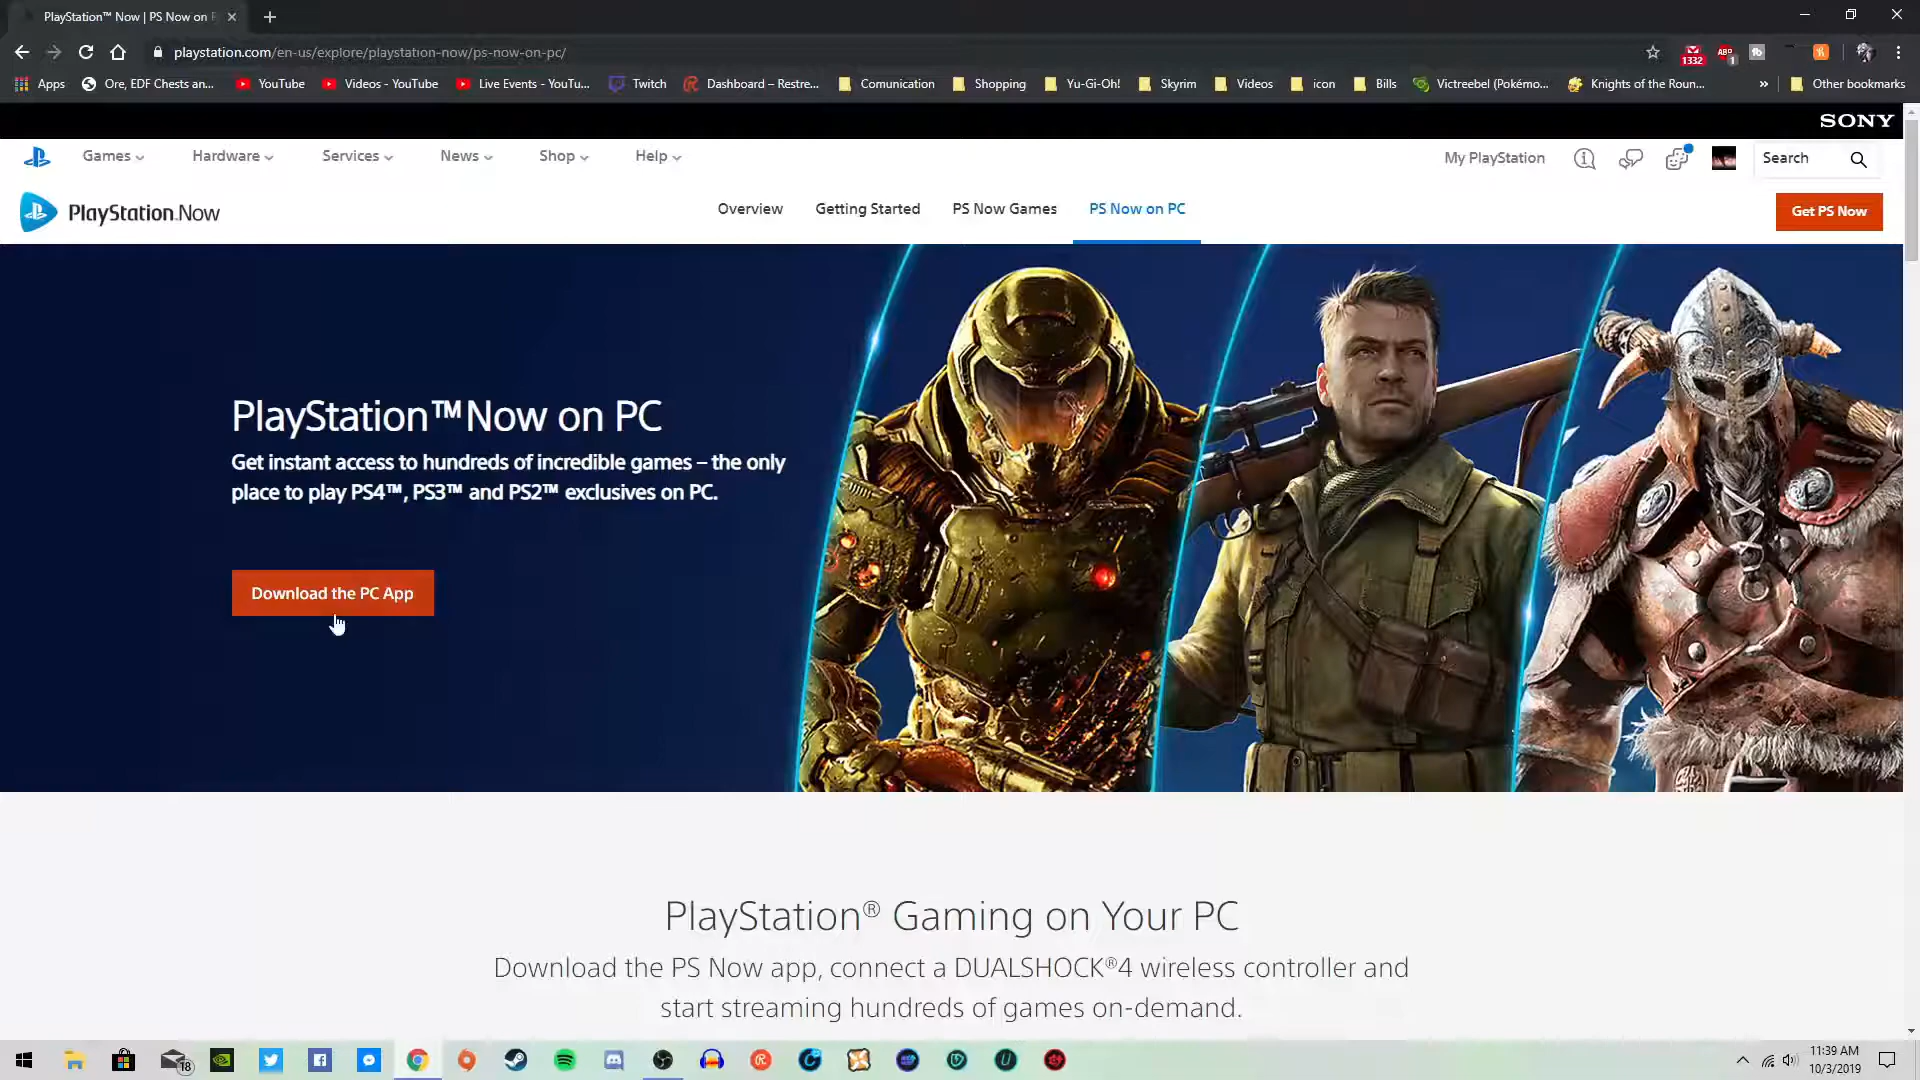 PlayStation™ Now | PS Now on
playstation.com/en-us/explore/playstation-now/ps-now-on-pc/
1332
ABP
1
Apps
Ore, EDF Chests an...
YouTube
Videos - YouTube
Live Events - YouTu...
Twitch
Dashboard – Restre...
Comunication
Shopping
Yu-Gi-Oh!
Skyrim
Videos
icon
Bills
Victreebel (Pokémo...
Knights of the Roun...
»
Other bookmarks
SONY
Games
Hardware
Services
News
Shop
Help
My PlayStation
Search
PlayStation Now
Overview
Getting Started
PS Now Games
PS Now on PC
Get PS Now
PlayStation™Now on PC
Get instant access to hundreds of incredible games – the only
place to play PS4™, PS3™ and PS2™ exclusives on PC.
Download the PC App
PlayStation® Gaming on Your PC
Download the PS Now app, connect a DUALSHOCK®4 wireless controller and
start streaming hundreds of games on-demand.
18
11:39 AM
10/3/2019